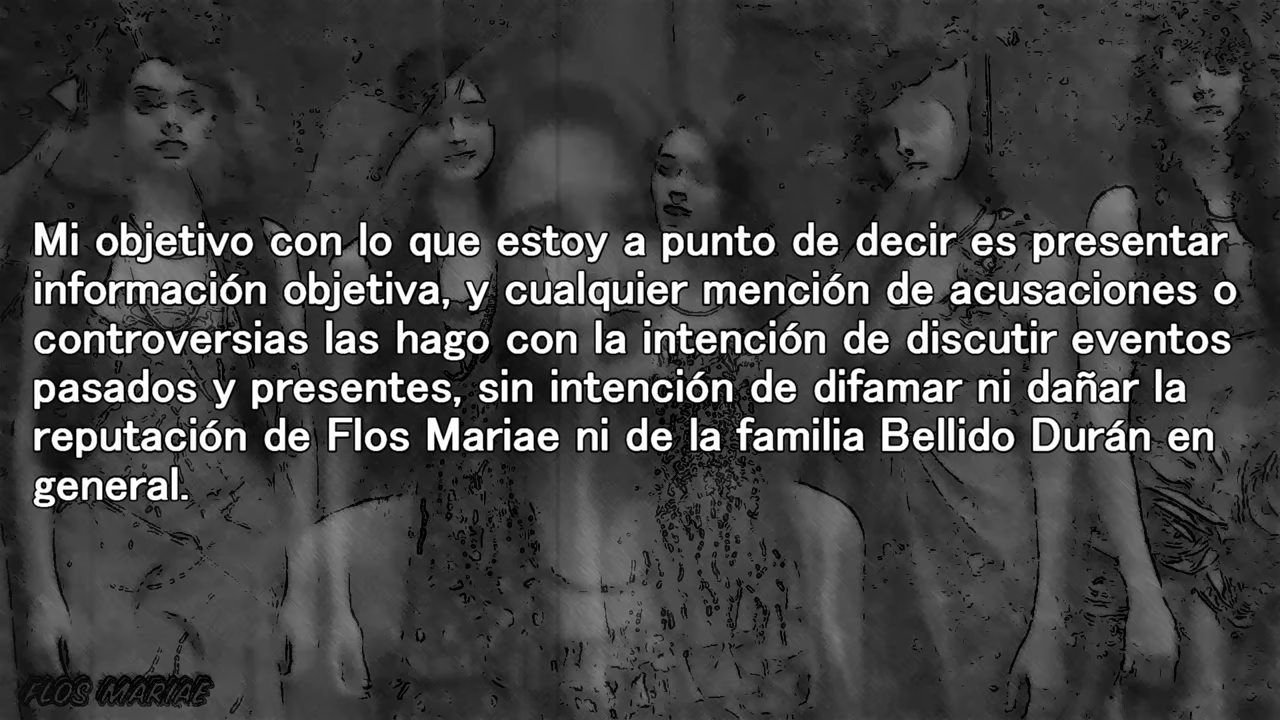 Mi objetivo con lo que estoy a punto de decir es presentar
información objetiva, y cualquier mención de acusaciones o
controversias las hago con la intención de discutir eventos
pasados y presentes, sin intención de difamar ni dañar la
reputación de Flos Mariae ni de la familia Bellido Durán en
general.
FLOS MARIAE